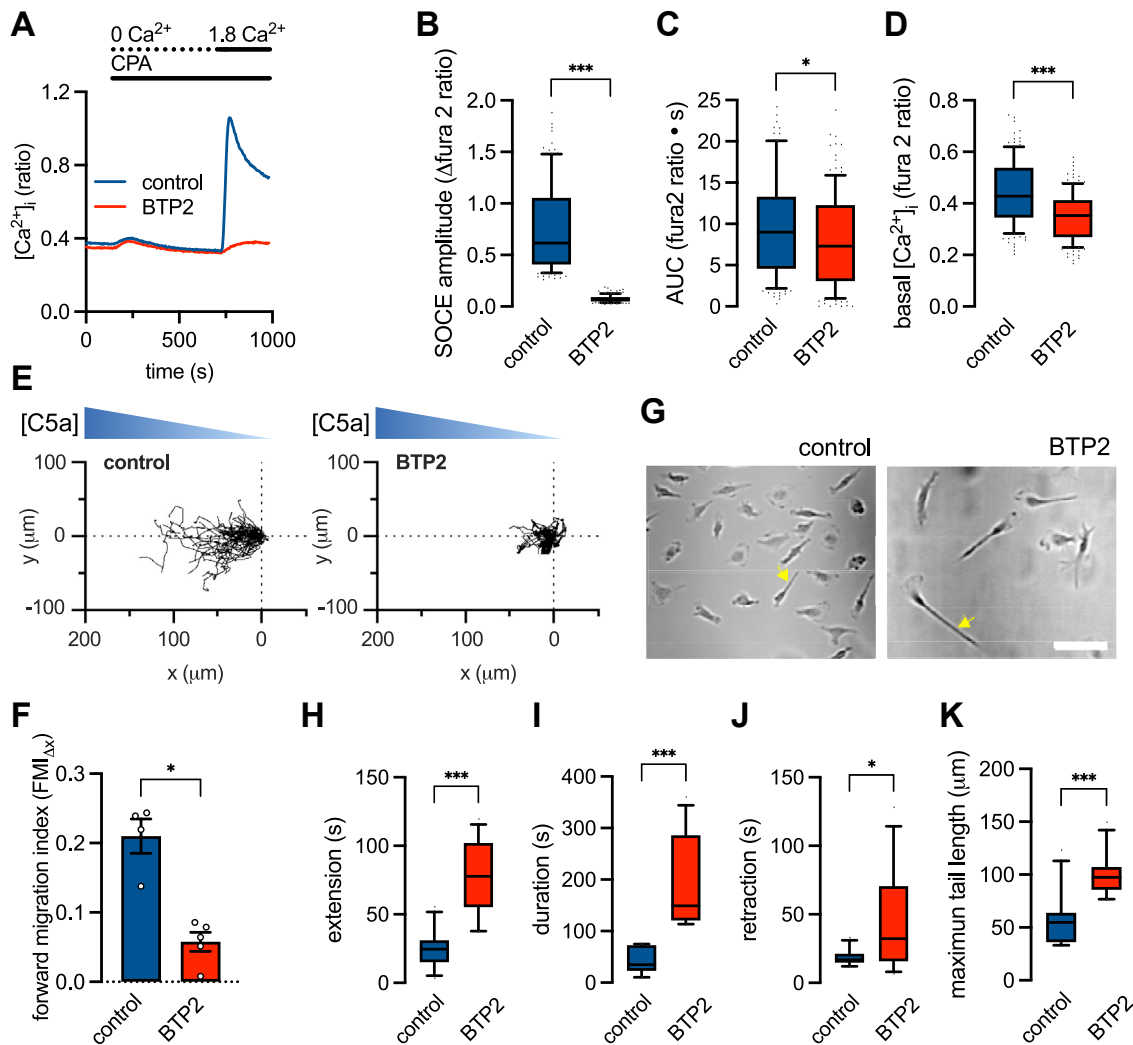 A
0 Ca²⁺ 1.8 Ca²⁺
CPA
[Ca²⁺]i (ratio)
1.2
0.8
0.4
0.0
control
BTP2
0 500 1000
time (s)
B
SOCE amplitude (Δfura 2 ratio)
***
2.0
1.5
1.0
0.5
0.0
control BTP2
C
AUC (fura2 ratio • s)
*
25
20
15
10
5
0
control BTP2
D
basal [Ca²⁺]i (fura 2 ratio)
***
0.8
0.6
0.4
0.2
0.0
control BTP2
E
[C5a]
control
y (μm)
100
0
−100
200 100 0
x (μm)
[C5a]
BTP2
y (μm)
100
0
−100
200 100 0
x (μm)
G
control
BTP2
F
forward migration index (FMIΔx)
*
0.3
0.2
0.1
0.0
control BTP2
H
extension (s)
***
150
100
50
0
control BTP2
I
duration (s)
***
400
300
200
100
0
control BTP2
J
retraction (s)
*
150
100
50
0
control BTP2
K
maximun tail length (μm)
***
200
150
100
50
0
control BTP2